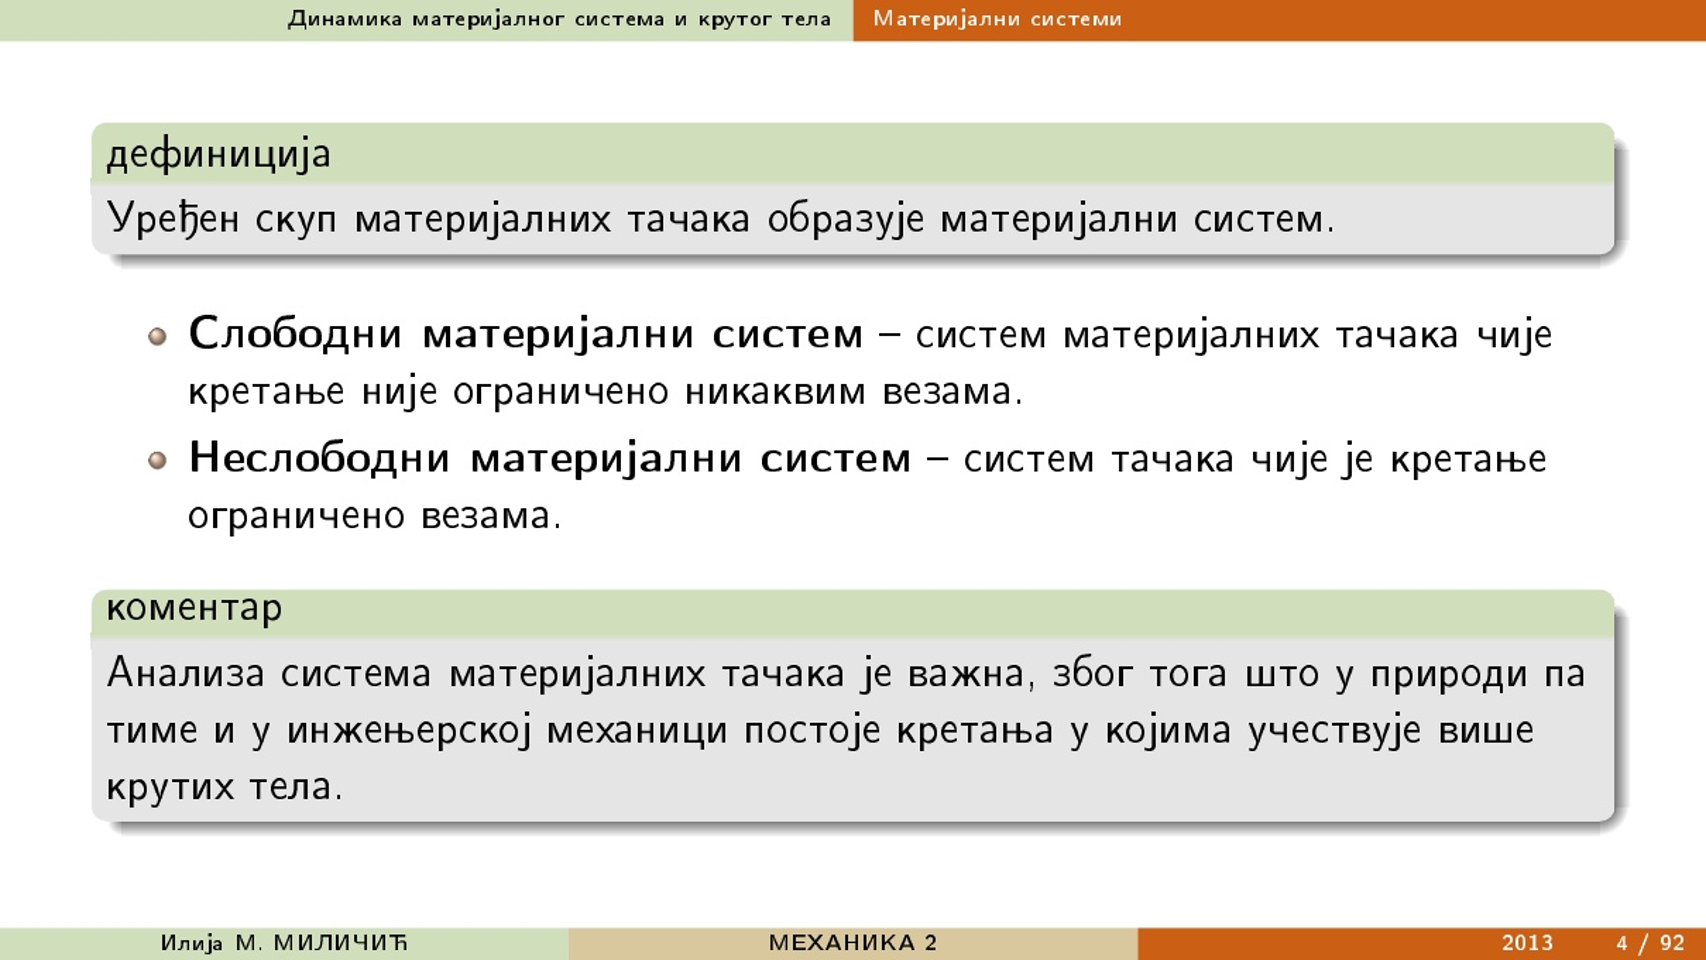 Динамика материјалног система и крутог тела
Материјални системи
дефиниција
Уређен скуп материјалних тачака образује материјални систем.
Слободни материјални систем – систем материјалних тачака чије
кретање није ограничено никаквим везама.
Неслободни материјални систем – систем тачака чије је кретање
ограничено везама.
коментар
Анализа система материјалних тачака је важна, због тога што у природи па
тиме и у инжењерској механици постоје кретања у којима учествује више
крутих тела.
Илија М. МИЛИЧИЋ
МЕХАНИКА 2
2013
4 / 92